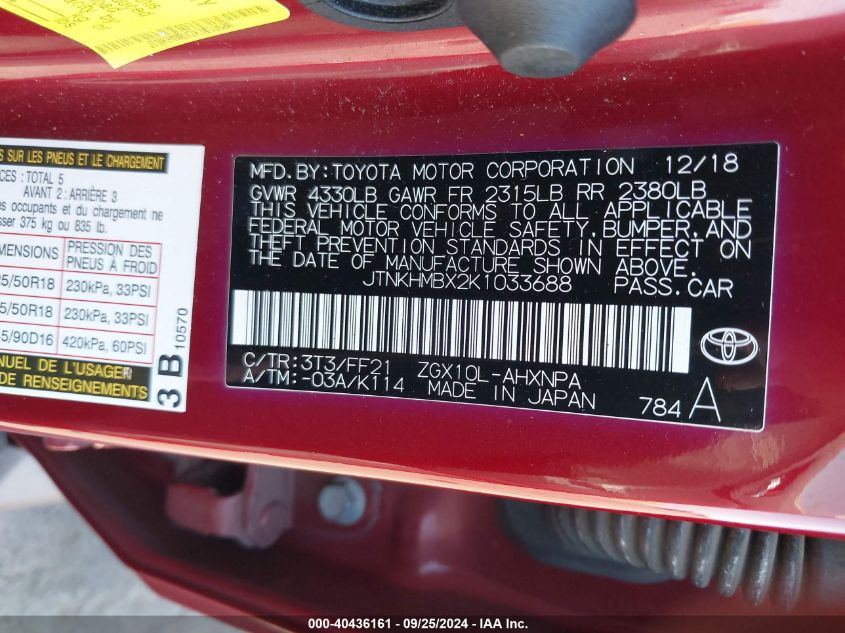 S SUR LES PNEUS ET LE CHARGEMENT
CES : TOTAL 5
AVANT 2 : ARRIÈRE 3
es occupants et du chargement ne
sser 375 kg ou 835 lb.
MENSIONS PRESSION DES PNEUS À FROID
5/50R18 230kPa, 33PSI
5/50R18 230kPa, 33PSI
5/90D16 420kPa, 60PSI
NUEL DE L'USAGER
DE RENSEIGNEMENTS
3 B 10570
MFD. BY: TOYOTA MOTOR CORPORATION 12/18
GVWR 4330LB GAWR FR 2315LB RR 2380LB
THIS VEHICLE CONFORMS TO ALL APPLICABLE
FEDERAL MOTOR VEHICLE SAFETY, BUMPER, AND
THEFT PREVENTION STANDARDS IN EFFECT ON
THE DATE OF MANUFACTURE SHOWN ABOVE.
JTNKHMBX2K1033688 PASS. CAR
C/TR: 3T3/FF21 ZGX10L-AHXNPA
A/TM: -03A/K114 MADE IN JAPAN
784 A
000-40436161 - 09/25/2024 - IAA Inc.